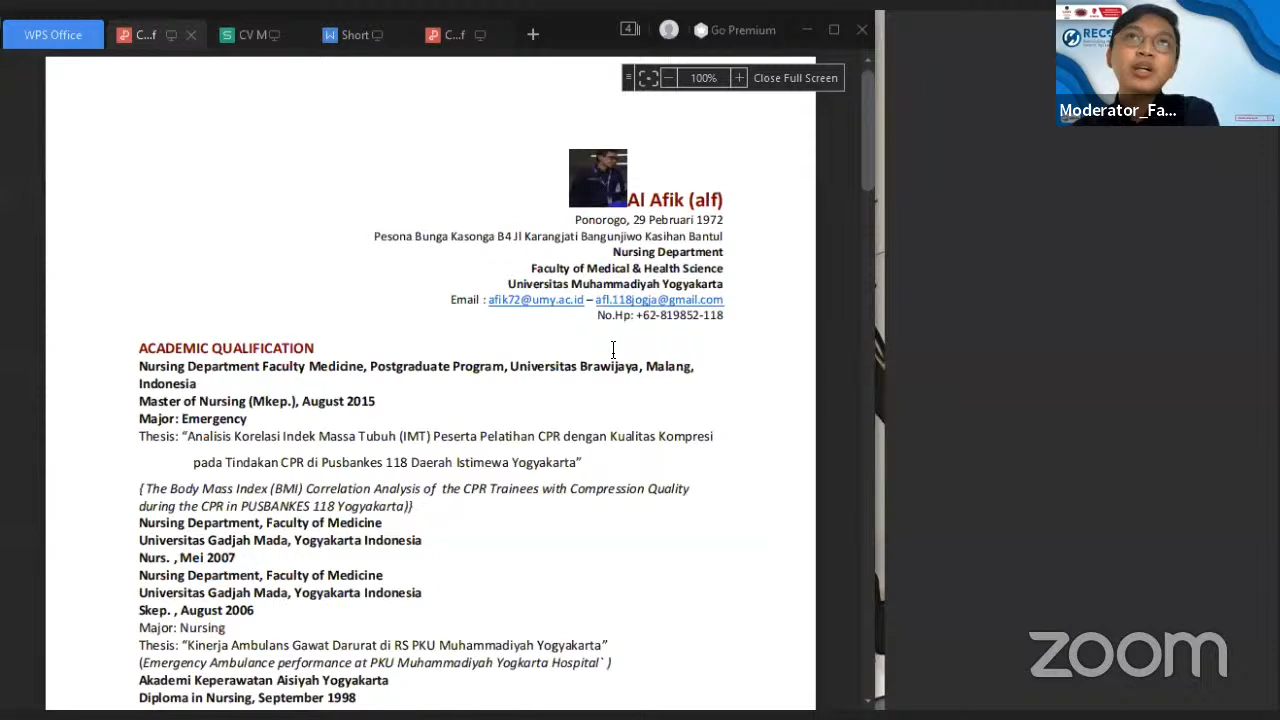 WPS Office
C...f
CV M
Short
C...f
4
Go Premium
100%
Close Full Screen
RECO
Moderator_Fa...
Al Afik (alf)
Ponorogo, 29 Pebruari 1972
Pesona Bunga Kasonga B4 Jl Karangjati Bangunjiwo Kasihan Bantul
Nursing Department
Faculty of Medical & Health Science
Universitas Muhammadiyah Yogyakarta
Email : afik72@umy.ac.id – afl.118jogja@gmail.com
No.Hp: +62-819852-118
ACADEMIC QUALIFICATION
Nursing Department Faculty Medicine, Postgraduate Program, Universitas Brawijaya, Malang,
Indonesia
Master of Nursing (Mkep.), August 2015
Major: Emergency
Thesis: “Analisis Korelasi Indek Massa Tubuh (IMT) Peserta Pelatihan CPR dengan Kualitas Kompresi
pada Tindakan CPR di Pusbankes 118 Daerah Istimewa Yogyakarta”
{ The Body Mass Index (BMI) Correlation Analysis of the CPR Trainees with Compression Quality
during the CPR in PUSBANKES 118 Yogyakarta)}
Nursing Department, Faculty of Medicine
Universitas Gadjah Mada, Yogyakarta Indonesia
Nurs. , Mei 2007
Nursing Department, Faculty of Medicine
Universitas Gadjah Mada, Yogyakarta Indonesia
Skep. , August 2006
Major: Nursing
Thesis: “Kinerja Ambulans Gawat Darurat di RS PKU Muhammadiyah Yogyakarta”
(Emergency Ambulance performance at PKU Muhammadiyah Yogkarta Hospital` )
Akademi Keperawatan Aisiyah Yogyakarta
Diploma in Nursing, September 1998
zoom